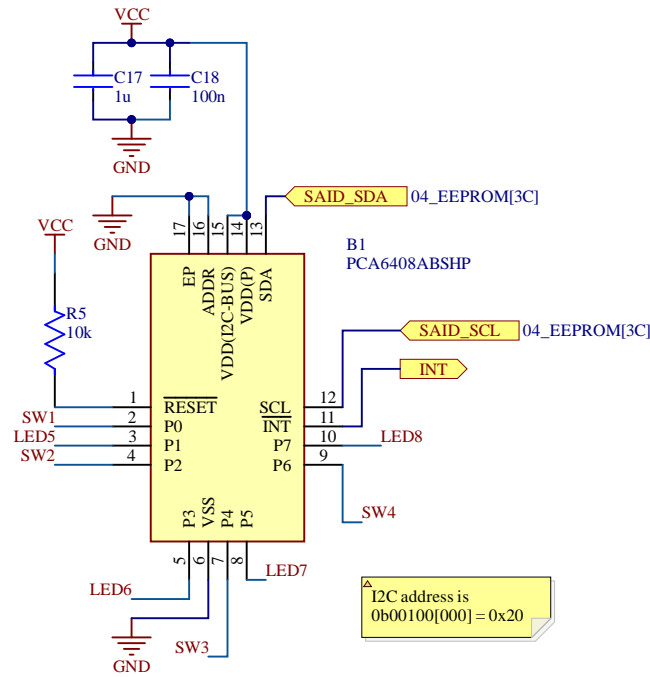 VCC
C17
1u
C18
100n
GND
SAID_SDA 04_EEPROM[3C]
GND
17
16
15
14
13
EP
ADDR
VDD(I2C-BUS)
VDD(P)
SDA
B1
PCA6408ABSHP
VCC
R5
10k
SAID_SCL 04_EEPROM[3C]
INT
1 RESET
SW1 2 P0
LED5 3 P1
SW2 4 P2
SCL 12
INT 11
P7 10 LED8
P6 9
SW4
P3
VSS
P4
P5
5
6
7
8
LED6
LED7
SW3
GND
I2C address is
0b00100[000] = 0x20